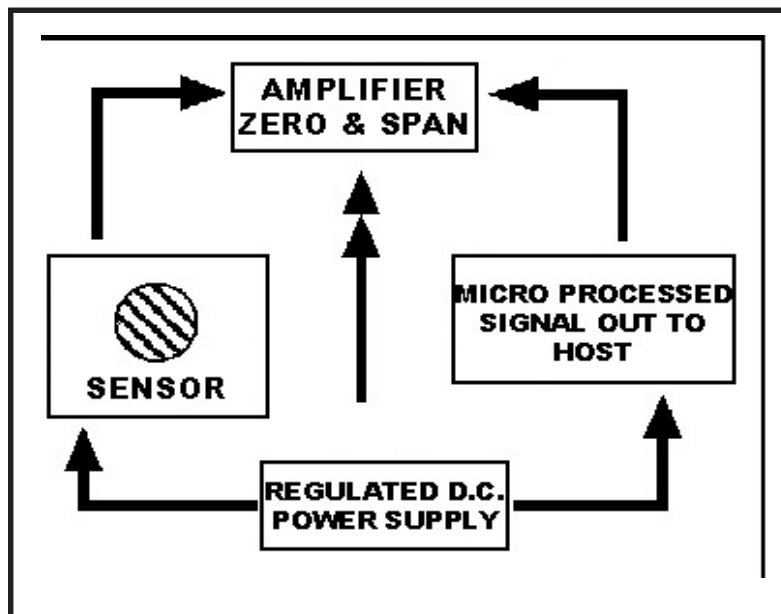 AMPLIFIER
ZERO & SPAN
SENSOR
MICRO PROCESSED
SIGNAL OUT TO
HOST
REGULATED D.C.
POWER SUPPLY